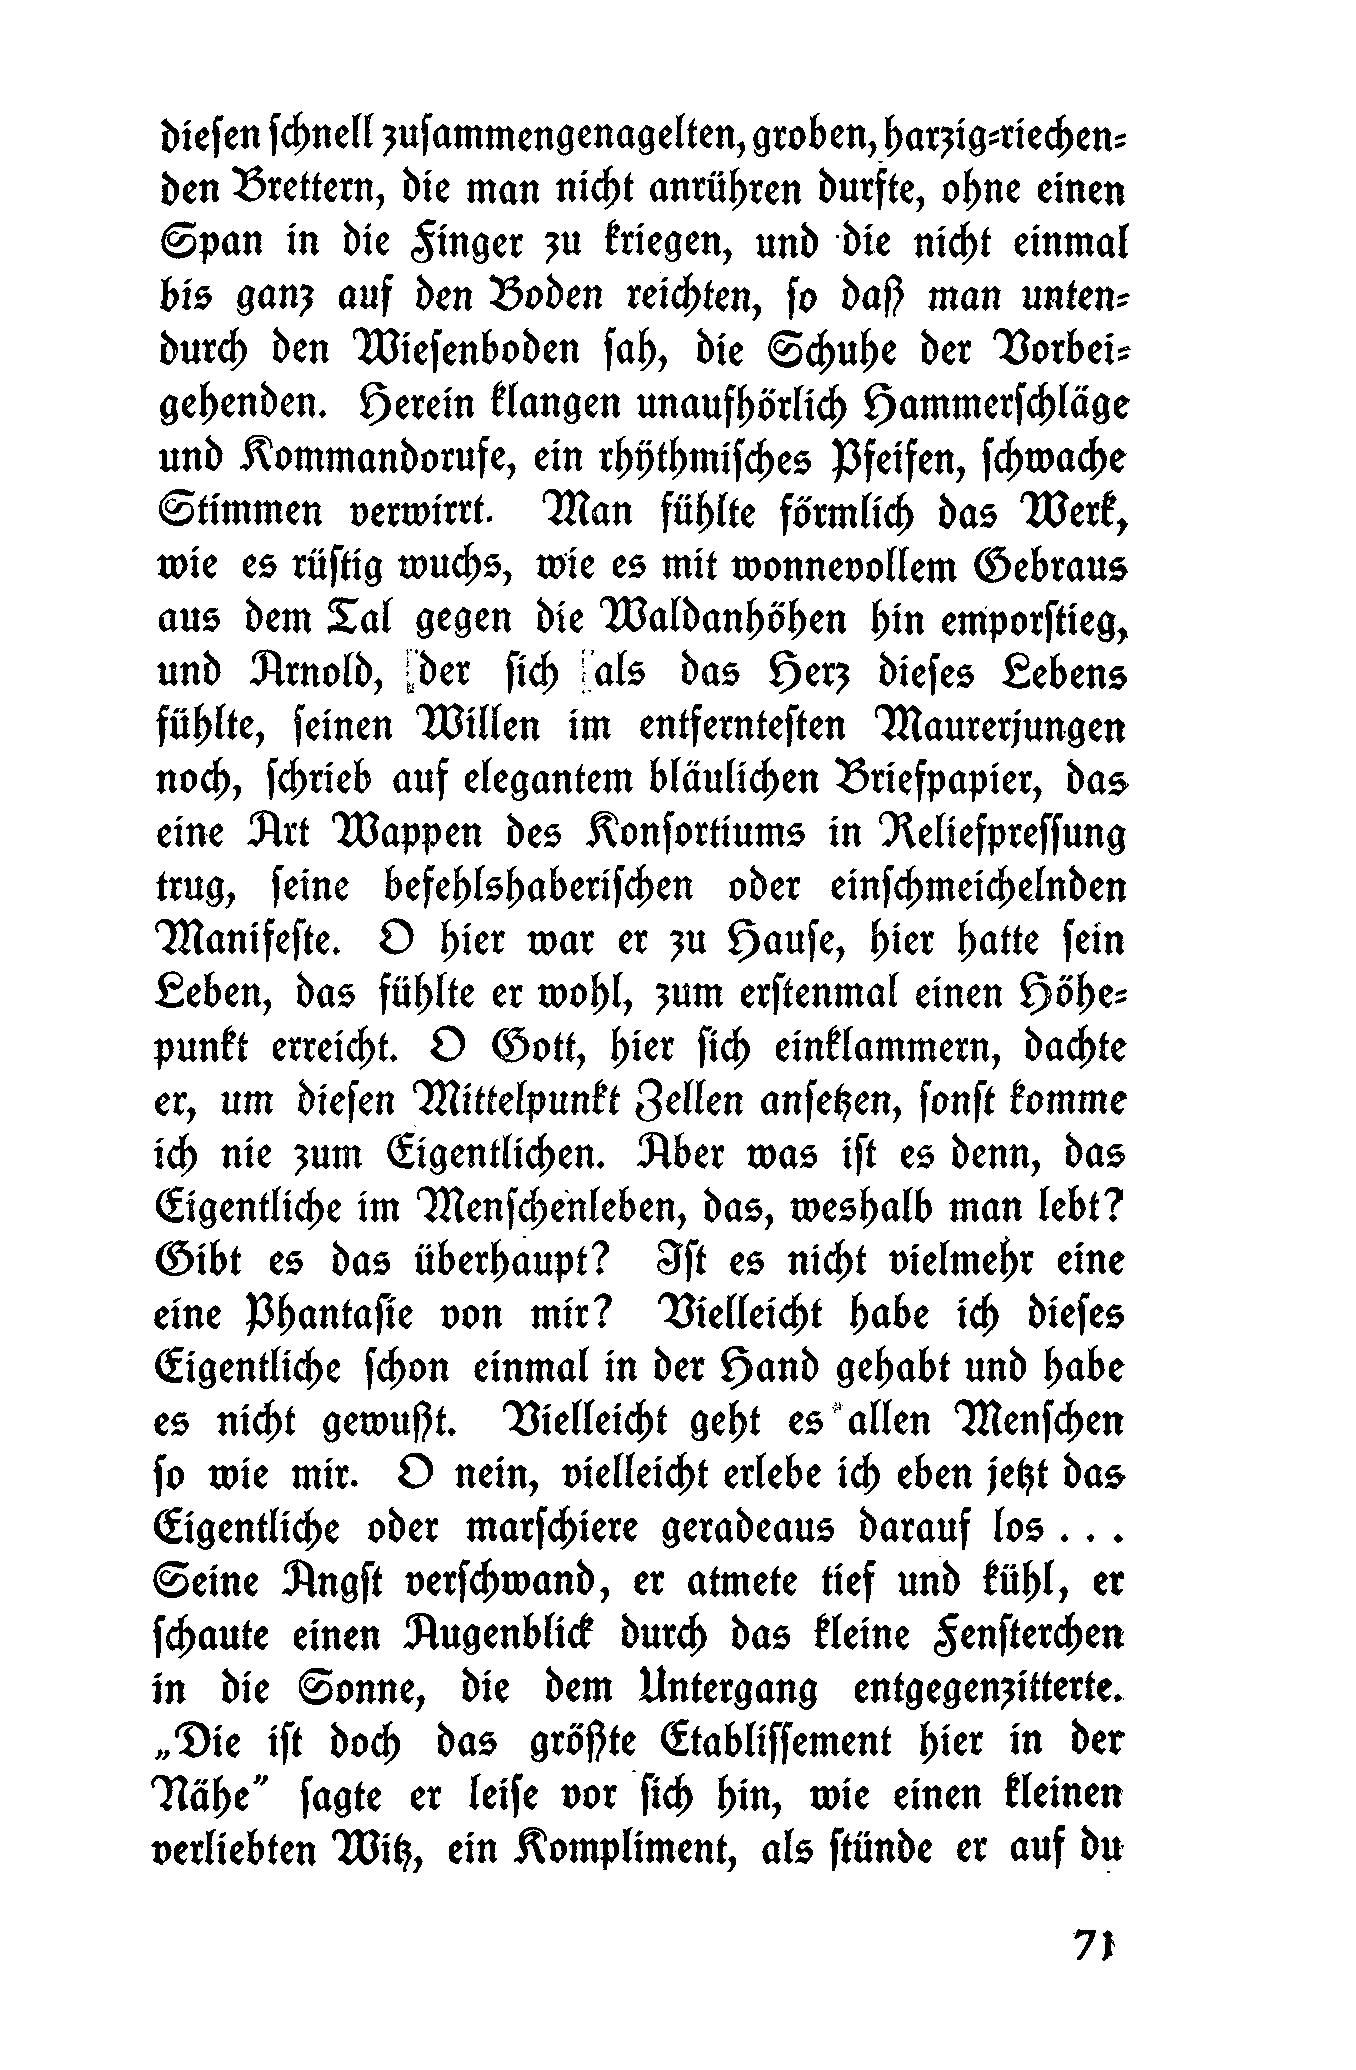 diesen schnell zusammengenagelten, groben, harzig-riechen-
den Brettern, die man nicht anrühren durfte, ohne einen
Span in die Finger zu kriegen, und die nicht einmal
bis ganz auf den Boden reichten, so daß man unten-
durch den Wiesenboden sah, die Schuhe der Vorbei-
gehenden. Herein klangen unaufhörlich Hammerschläge
und Kommandorufe, ein rhÿthmisches Pfeifen, schwache
Stimmen verwirrt. Man fühlte förmlich das Werk,
wie es rüstig wuchs, wie es mit wonnevollem Gebraus
aus dem Tal gegen die Waldanhöhen hin emporstieg,
und Arnold, der sich als das Herz dieses Lebens
fühlte, seinen Willen im entferntesten Maurerjungen
noch, schrieb auf elegantem bläulichen Briefpapier, das
eine Art Wappen des Konsortiums in Reliefpressung
trug, seine befehlshaberischen oder einschmeichelnden
Manifeste. O hier war er zu Hause, hier hatte sein
Leben, das fühlte er wohl, zum erstenmal einen Höhe-
punkt erreicht. O Gott, hier sich einklammern, dachte
er, um diesen Mittelpunkt Zellen ansetzen, sonst komme
ich nie zum Eigentlichen. Aber was ist es denn, das
Eigentliche im Menschenleben, das, weshalb man lebt?
Gibt es das überhaupt? Ist es nicht vielmehr eine
eine Phantasie von mir? Vielleicht habe ich dieses
Eigentliche schon einmal in der Hand gehabt und habe
es nicht gewußt. Vielleicht geht es allen Menschen
so wie mir. O nein, vielleicht erlebe ich eben jetzt das
Eigentliche oder marschiere geradeaus darauf los . . .
Seine Angst verschwand, er atmete tief und kühl, er
schaute einen Augenblick durch das kleine Fensterchen
in die Sonne, die dem Untergang entgegenzitterte.
„Die ist doch das größte Etablissement hier in der
Nähe“ sagte er leise vor sich hin, wie einen kleinen
verliebten Witz, ein Kompliment, als stünde er auf du
71